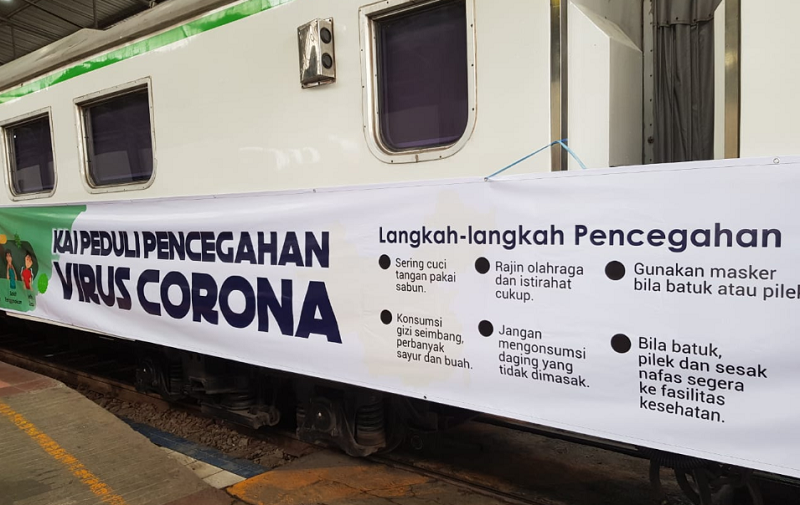 KAI PEDULI PENCEGAHAN
VIRUS CORONA
Langkah-langkah Pencegahan
Sering cuci
tangan pakai
sabun.
Rajin olahraga
dan istirahat
cukup.
Gunakan masker
bila batuk atau pilek
Konsumsi
gizi seimbang,
perbanyak
sayur dan buah.
Jangan
mengonsumsi
daging yang
tidak dimasak.
Bila batuk,
pilek dan sesak
nafas segera
ke fasilitas
kesehatan.